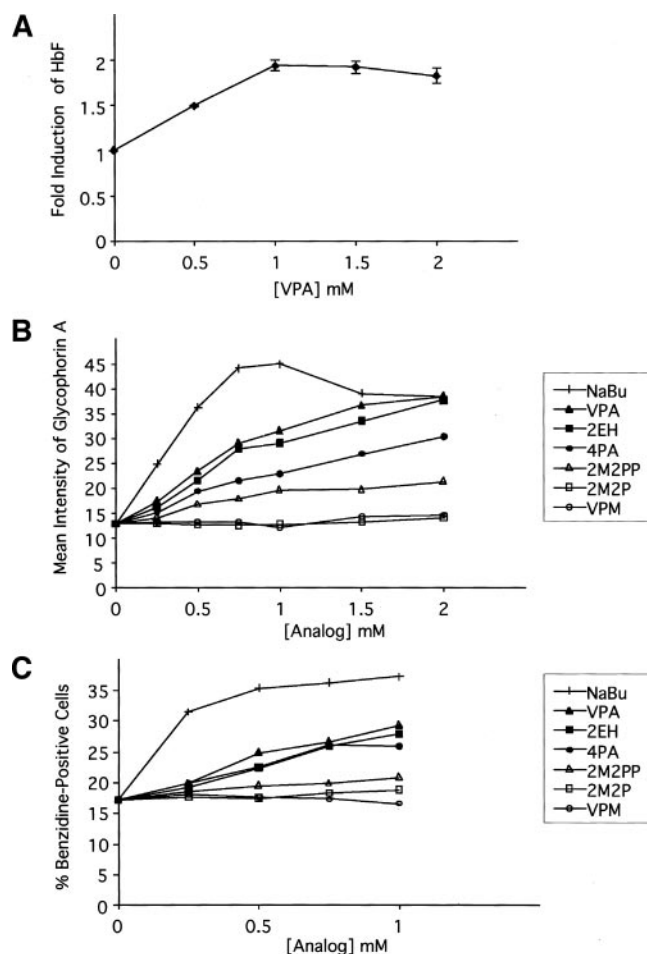 A
Fold Induction of HbF
2
1.5
1
0.5
0
0 0.5 1 1.5 2
[VPA] mM
B
Mean Intensity of Glycophorin A
45
40
35
30
25
20
15
10
5
0
0 0.5 1 1.5 2
[Analog] mM
NaBu
VPA
2EH
4PA
2M2PP
2M2P
VPM
C
% Benzidine-Positive Cells
35
30
25
20
15
10
5
0
0 0.5 1
[Analog] mM
NaBu
VPA
2EH
4PA
2M2PP
2M2P
VPM